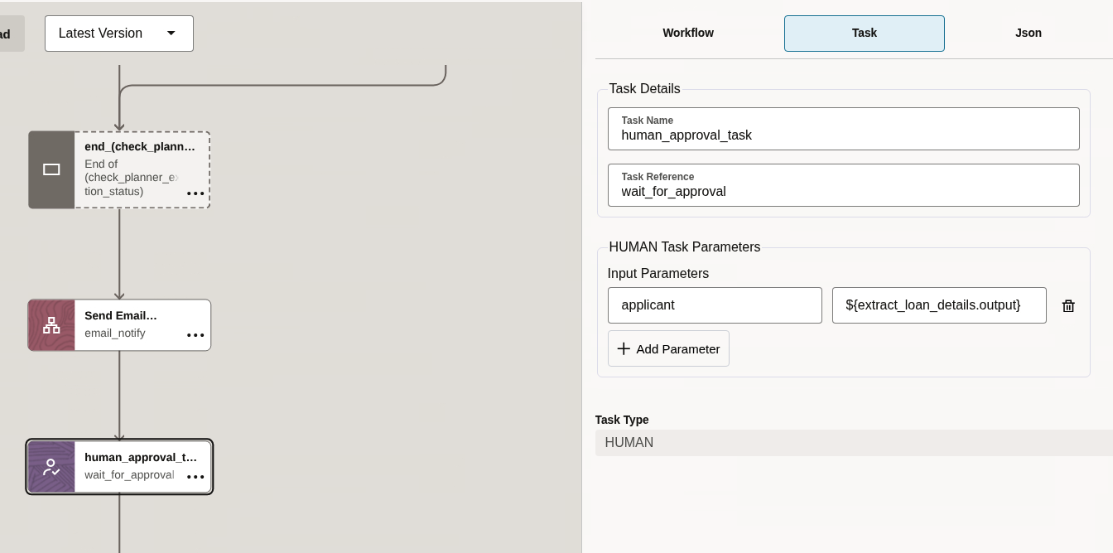 ad
Latest Version
Workflow
Task
Json
end_(check_plann...
End of
(check_planner_e
tion_status)
Send Email...
email_notify
human_approval_t...
wait_for_approval
Task Details
Task Name
human_approval_task
Task Reference
wait_for_approval
HUMAN Task Parameters
Input Parameters
applicant
${extract_loan_details.output}
Add Parameter
Task Type
HUMAN